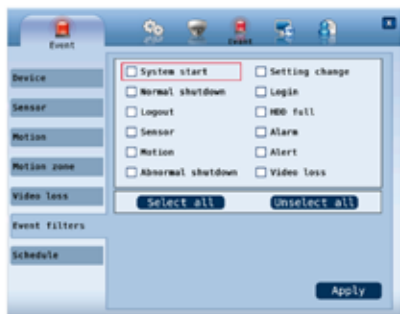 Event
Event
Device
Sensor
Motion
Motion zone
Video loss
Event filters
Schedule
System start
Setting change
Normal shutdown
Login
Logout
HDD full
Sensor
Alarm
Motion
Alert
Abnormal shutdown
Video loss
Select all
Unselect all
Apply